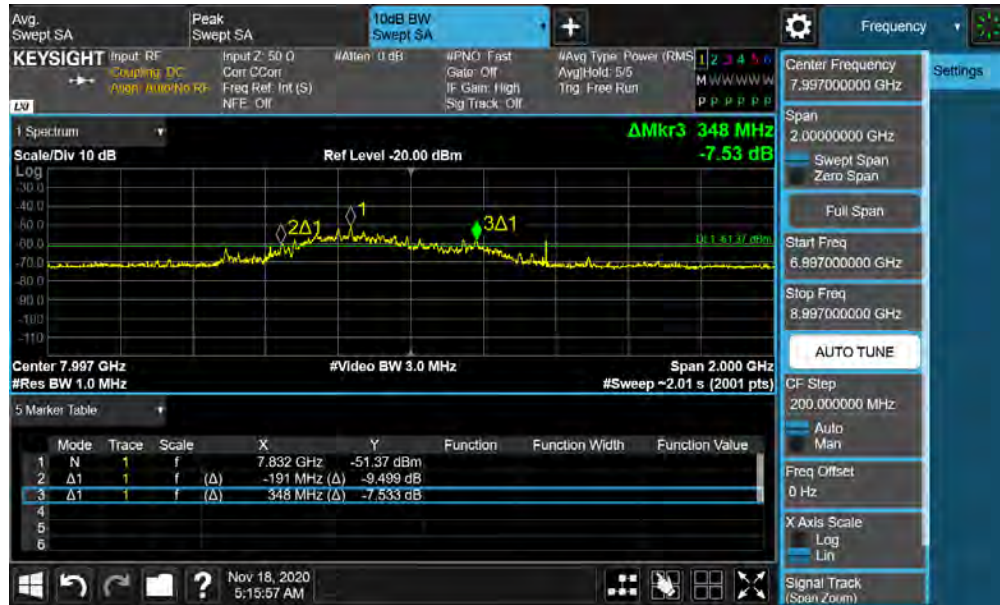 Avg. Peak 10dB BW
Swept SA Swept SA Swept SA
Frequency
KEYSIGHT Input: RF Input Z: 50 Ω #Atten: 0 dB #PNO: Fast #Avg Type: Power (RMS 1 2 3 4 5 6
Coupling: DC Corr CCorr Gate: Off Avg|Hold: 5/5 M W W W W W
Align: Auto/No RF Freq Ref: Int (S) IF Gain: High Trig: Free Run
NFE: Off Sig Track: Off P P P P P P
LXI
1 Spectrum
ΔMkr3 348 MHz
-7.53 dB
Scale/Div 10 dB Ref Level -20.00 dBm
Log
-30.0
-40.0
-50.0
-60.0
-70.0
-80.0
-90.0
-100
-110
1
2Δ1
3Δ1
DL1 -61.37 dBm
Center 7.997 GHz #Video BW 3.0 MHz Span 2.000 GHz
#Res BW 1.0 MHz #Sweep ~2.01 s (2001 pts)
5 Marker Table
Mode Trace Scale X Y Function Function Width Function Value
1 N 1 f 7.832 GHz -51.37 dBm
2 Δ1 1 f (Δ) -191 MHz (Δ) -9.499 dB
3 Δ1 1 f (Δ) 348 MHz (Δ) -7.533 dB
4
5
6
Nov 18, 2020
5:15:57 AM
?
Center Frequency
7.997000000 GHz
Span
2.00000000 GHz
Swept Span
Zero Span
Full Span
Start Freq
6.997000000 GHz
Stop Freq
8.997000000 GHz
AUTO TUNE
CF Step
200.000000 MHz
Auto
Man
Freq Offset
0 Hz
X Axis Scale
Log
Lin
Signal Track
(Span Zoom)
Settings